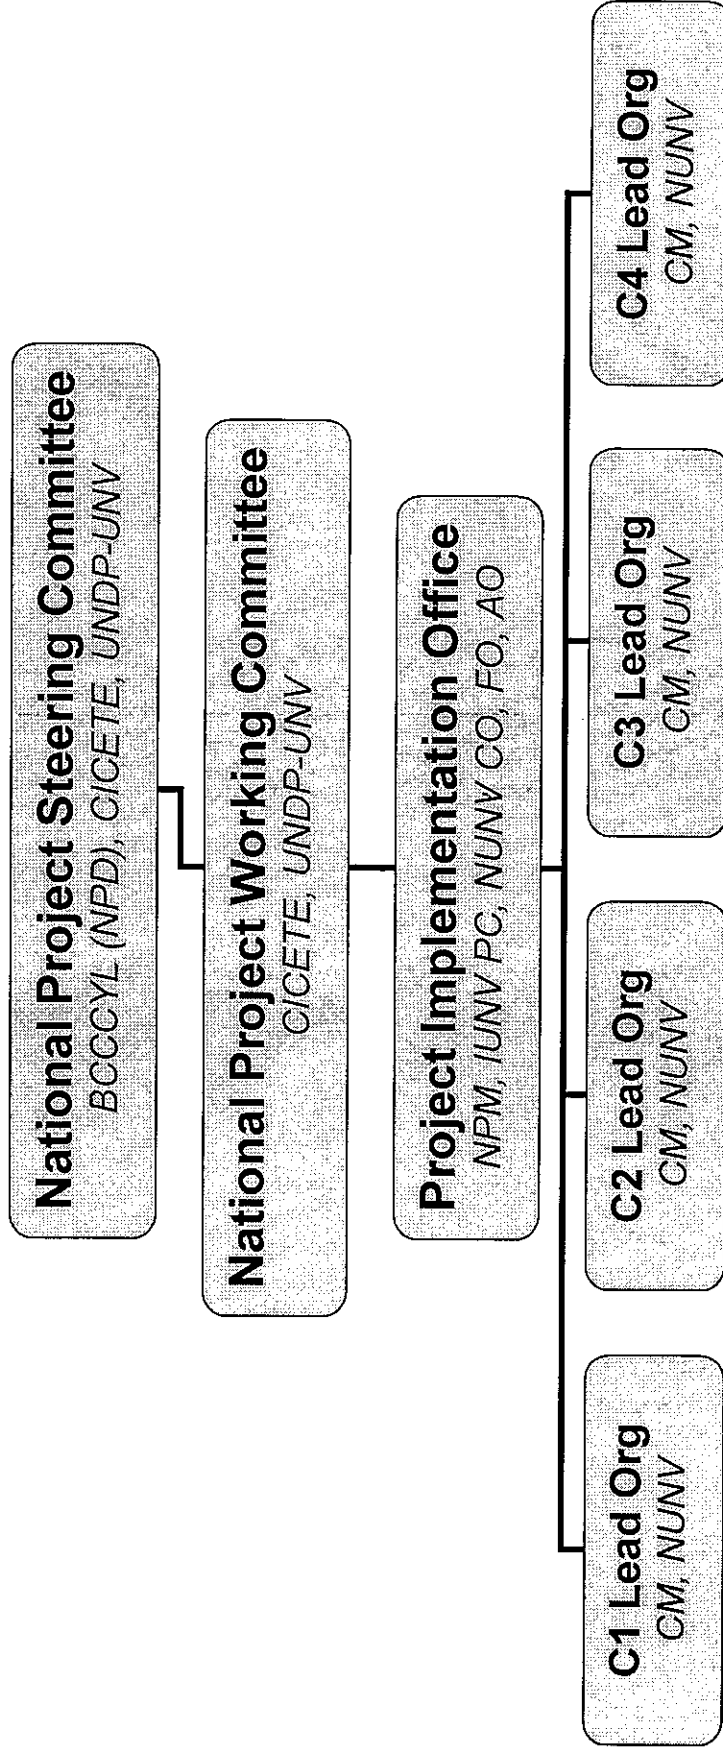 National Project Steering Committee
BCCCYL (NPD), CICETE, UNDP-UNV
National Project Working Committee
CICETE, UNDP-UNV
Project Implementation Office
NPM, IUNV PC, NUNV CO, FO, AO
C1 Lead Org
CM, NUNV
C2 Lead Org
CM, NUNV
C3 Lead Org
CM, NUNV
C4 Lead Org
CM, NUNV